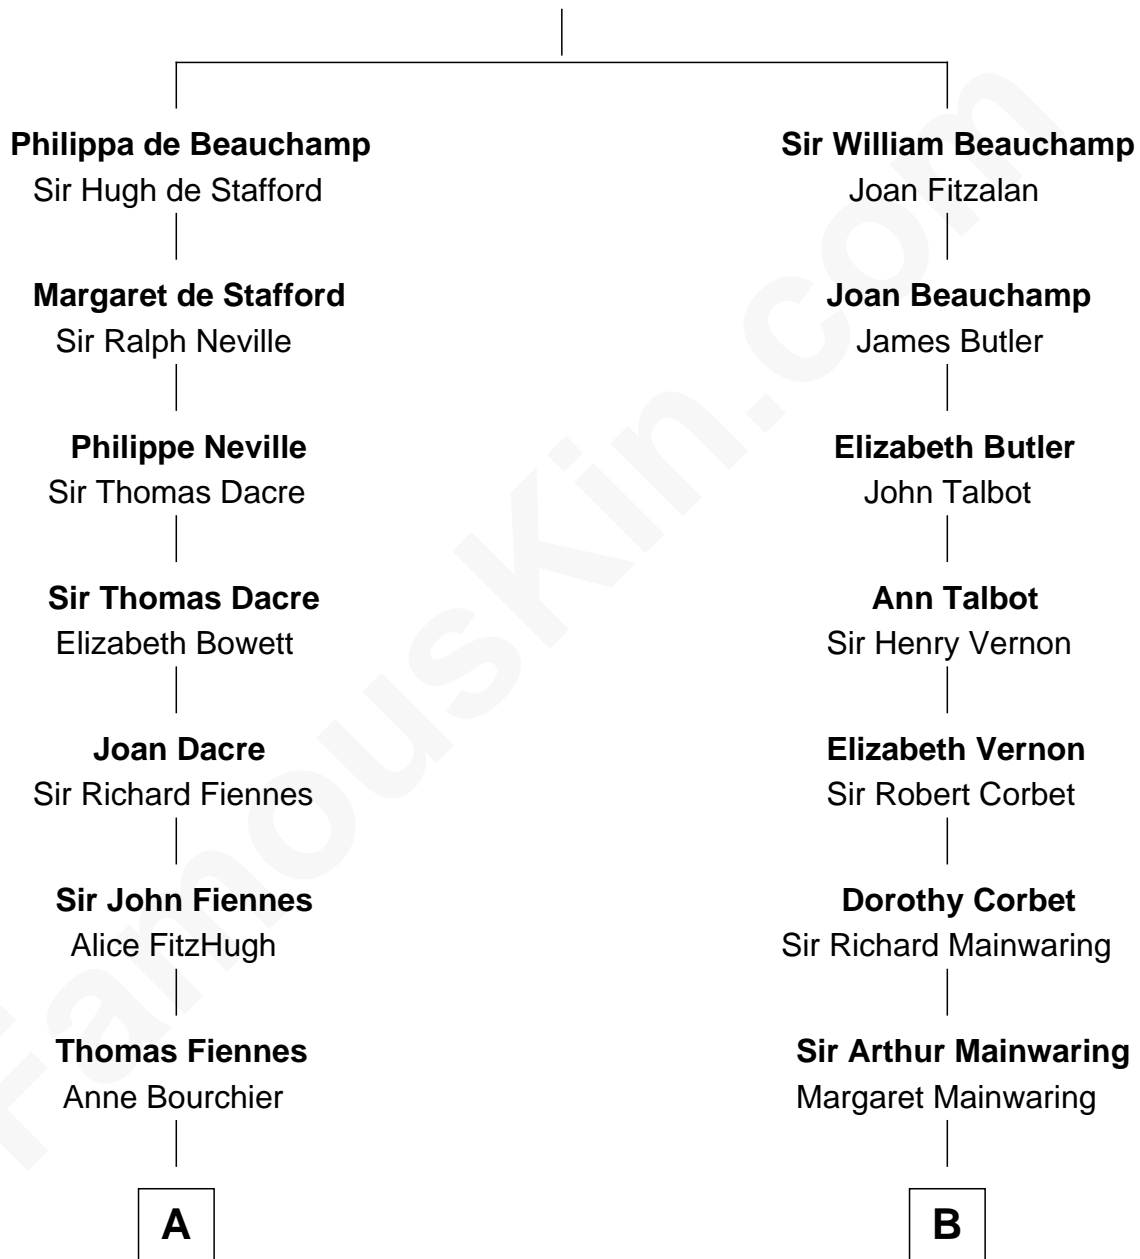 Philippa de Beauchamp
Sir Hugh de Stafford
Margaret de Stafford
Sir Ralph Neville
Philippe Neville
Sir Thomas Dacre
Sir Thomas Dacre
Elizabeth Bowett
Joan Dacre
Sir Richard Fiennes
Sir John Fiennes
Alice FitzHugh
Thomas Fiennes
Anne Bourchier
A
Sir William Beauchamp
Joan Fitzalan
Joan Beauchamp
James Butler
Elizabeth Butler
John Talbot
Ann Talbot
Sir Henry Vernon
Elizabeth Vernon
Sir Robert Corbet
Dorothy Corbet
Sir Richard Mainwaring
Sir Arthur Mainwaring
Margaret Mainwaring
B
FamousKin.com